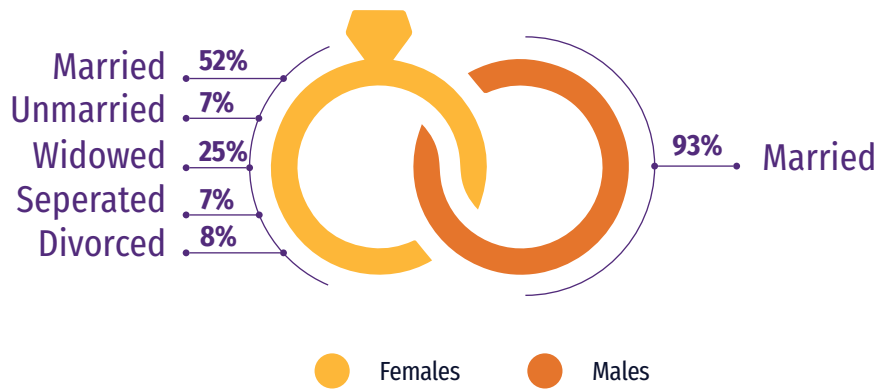 Married 52%
Unmarried 7%
Widowed 25%
Seperated 7%
Divorced 8%
93% Married
Females
Males